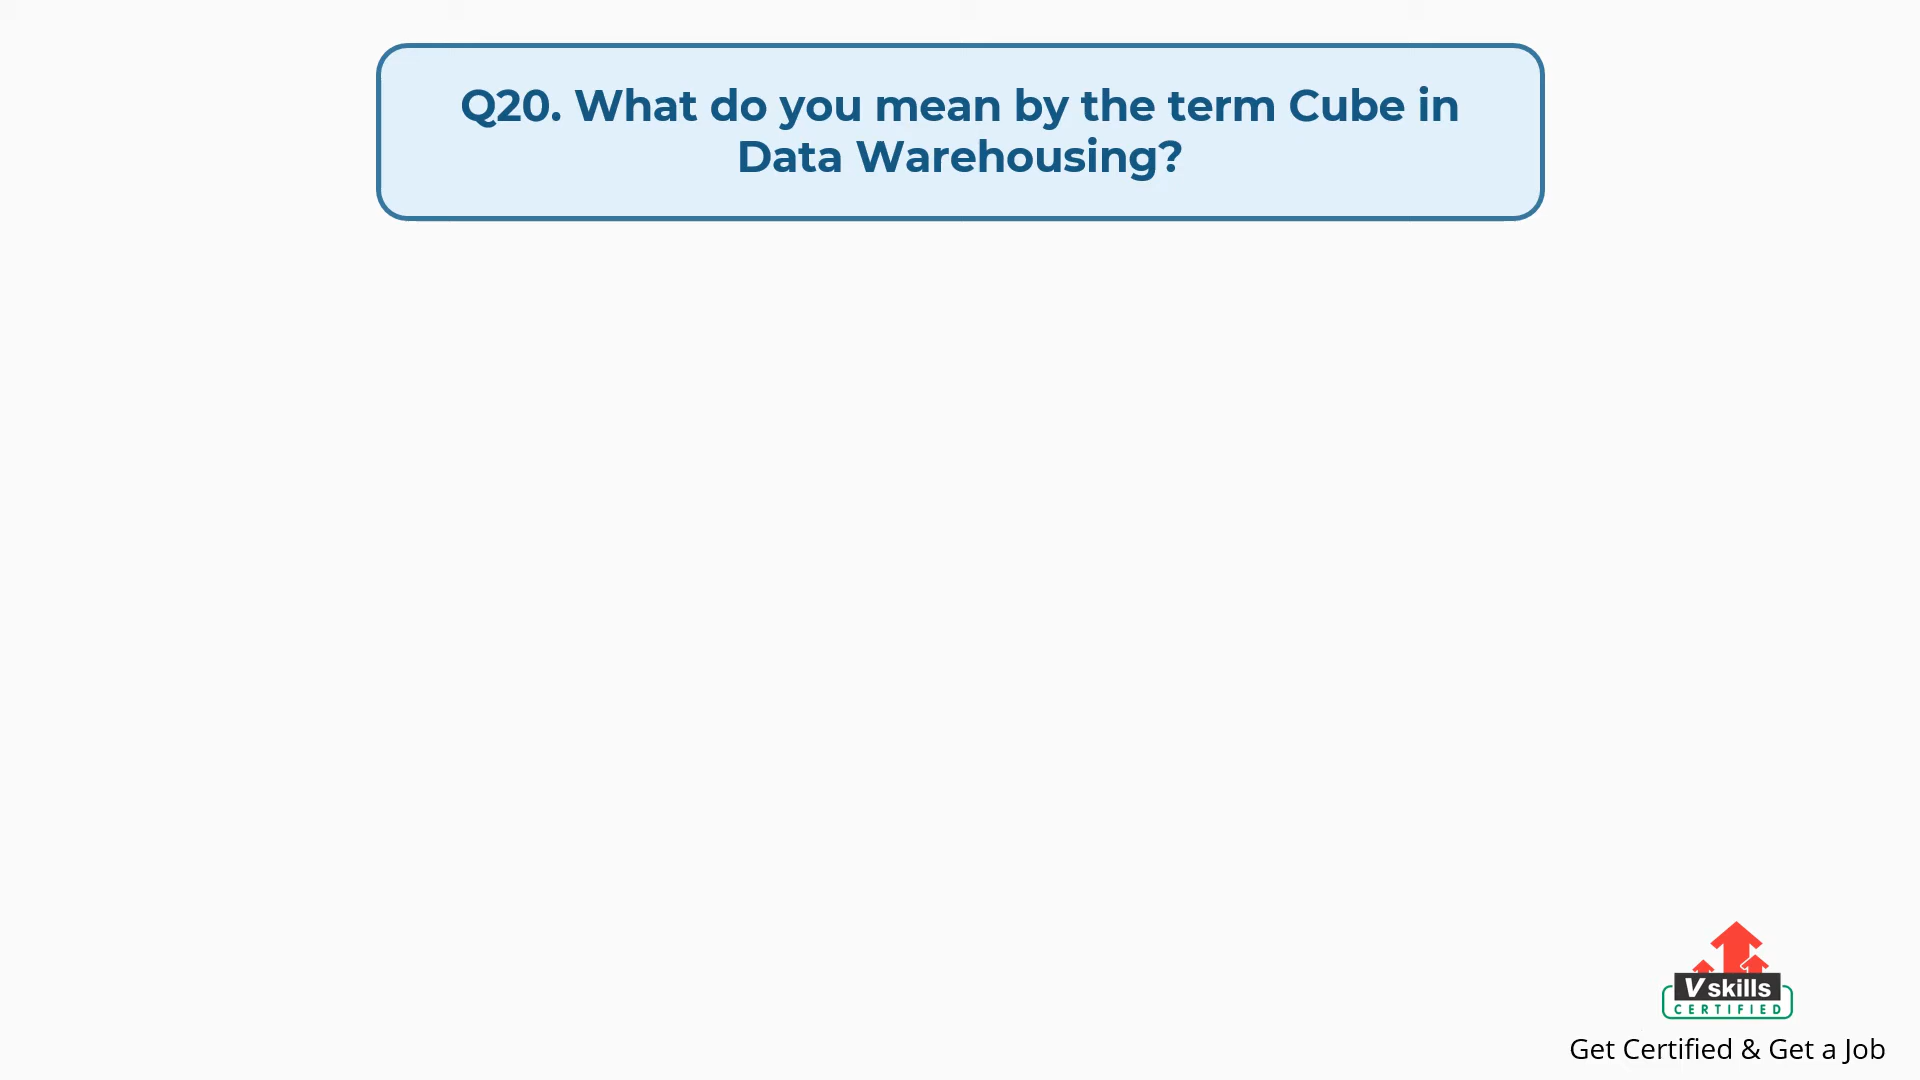 Q20. What do you mean by the term Cube in
Data Warehousing?
Vskills
CERTIFIED
Get Certified & Get a Job